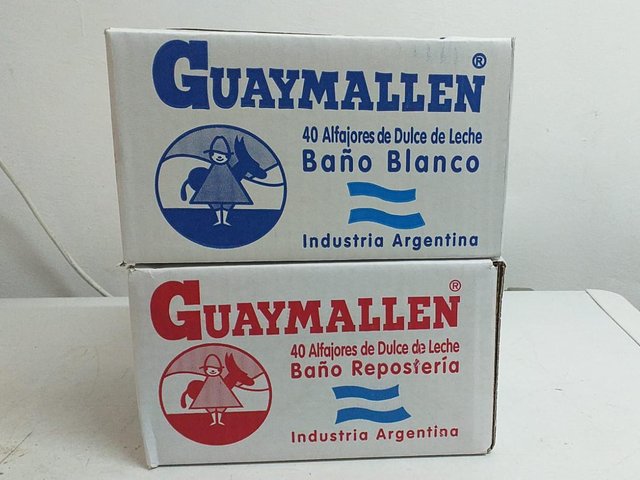 GUAYMALLEN®
40 Alfajores de Dulce de Leche
Baño Blanco
Industria Argentina
GUAYMALLEN®
40 Alfajores de Dulce de Leche
Baño Repostería
Industria Argentina